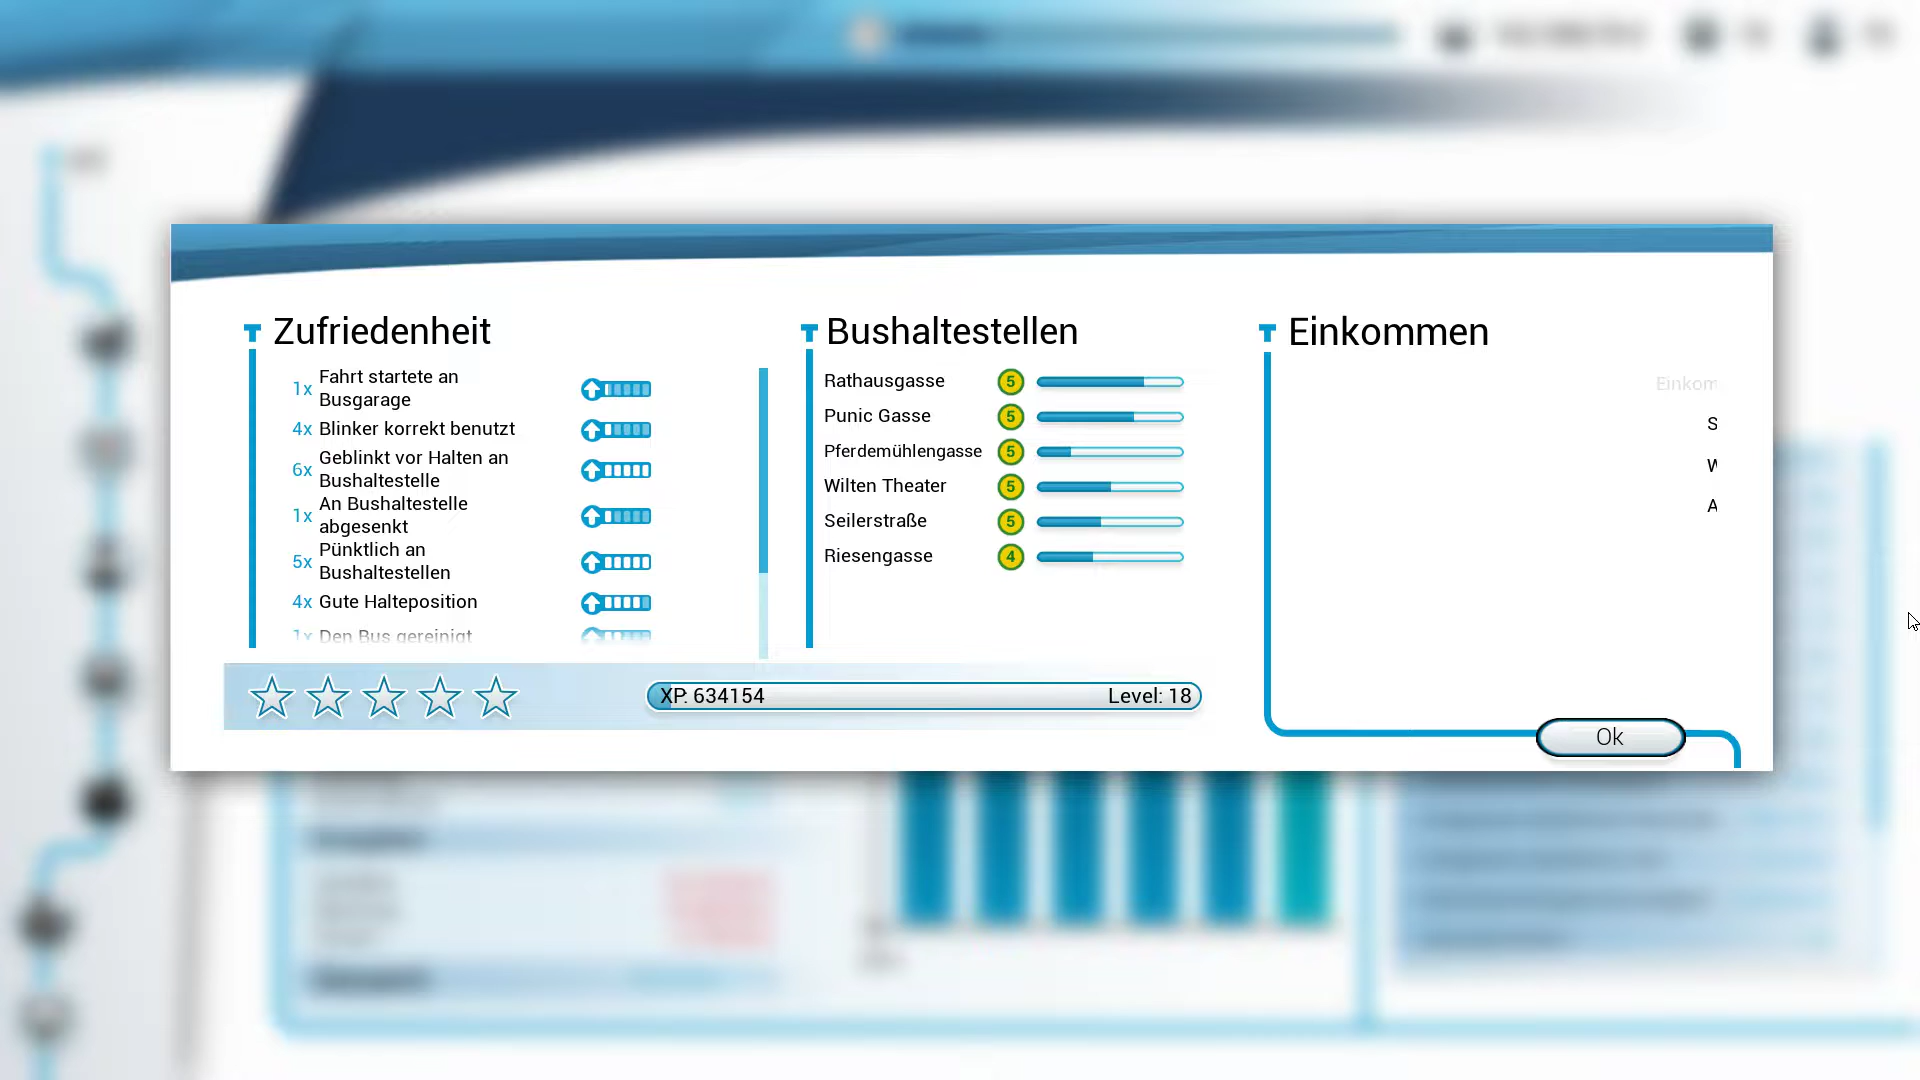 Zufriedenheit
1x Fahrt startete an
Busgarage
4x Blinker korrekt benutzt
6x Geblinkt vor Halten an
Bushaltestelle
1x An Bushaltestelle
abgesenkt
5x Pünktlich an
Bushaltestellen
4x Gute Halteposition
1x Den Bus gereinigt
Bushaltestellen
Rathausgasse 5
Punic Gasse 5
Pferdemühlengasse 5
Wilten Theater 5
Seilerstraße 5
Riesengasse 4
Einkommen
Einkom
S
W
A
XP: 634154 Level: 18
Ok